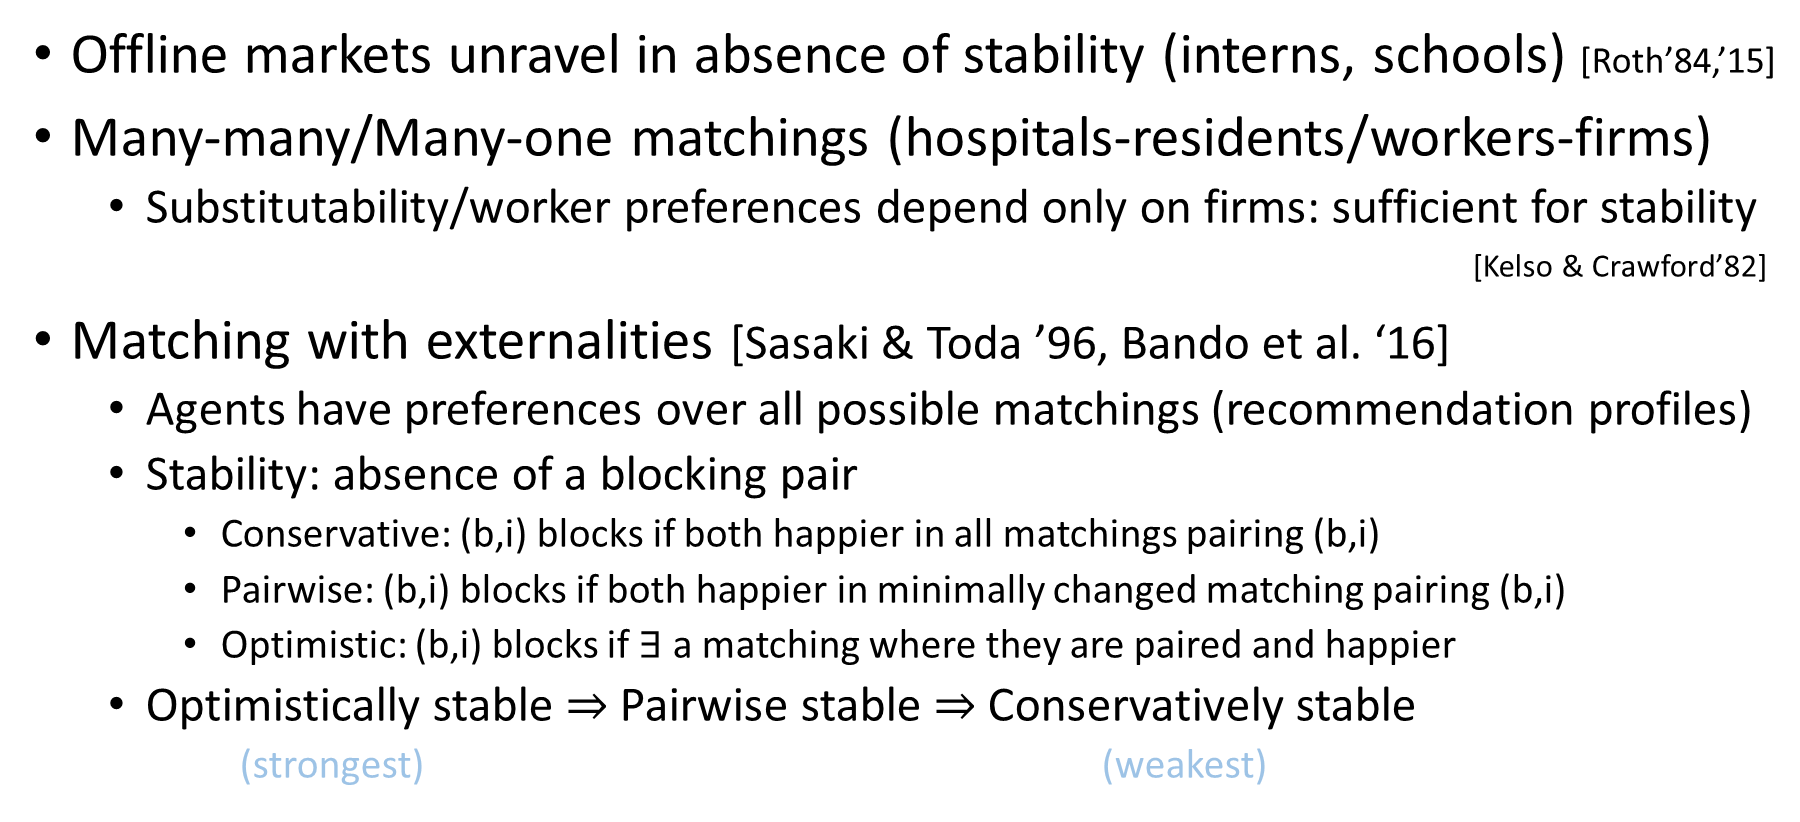 • Offline markets unravel in absence of stability (interns, schools) [Roth’84,’15]
• Many-many/Many-one matchings (hospitals-residents/workers-firms)
• Substitutability/worker preferences depend only on firms: sufficient for stability
[Kelso & Crawford’82]
• Matching with externalities [Sasaki & Toda ’96, Bando et al. ‘16]
• Agents have preferences over all possible matchings (recommendation profiles)
• Stability: absence of a blocking pair
• Conservative: (b,i) blocks if both happier in all matchings pairing (b,i)
• Pairwise: (b,i) blocks if both happier in minimally changed matching pairing (b,i)
• Optimistic: (b,i) blocks if ∃ a matching where they are paired and happier
• Optimistically stable ⇒ Pairwise stable ⇒ Conservatively stable
(strongest) (weakest)